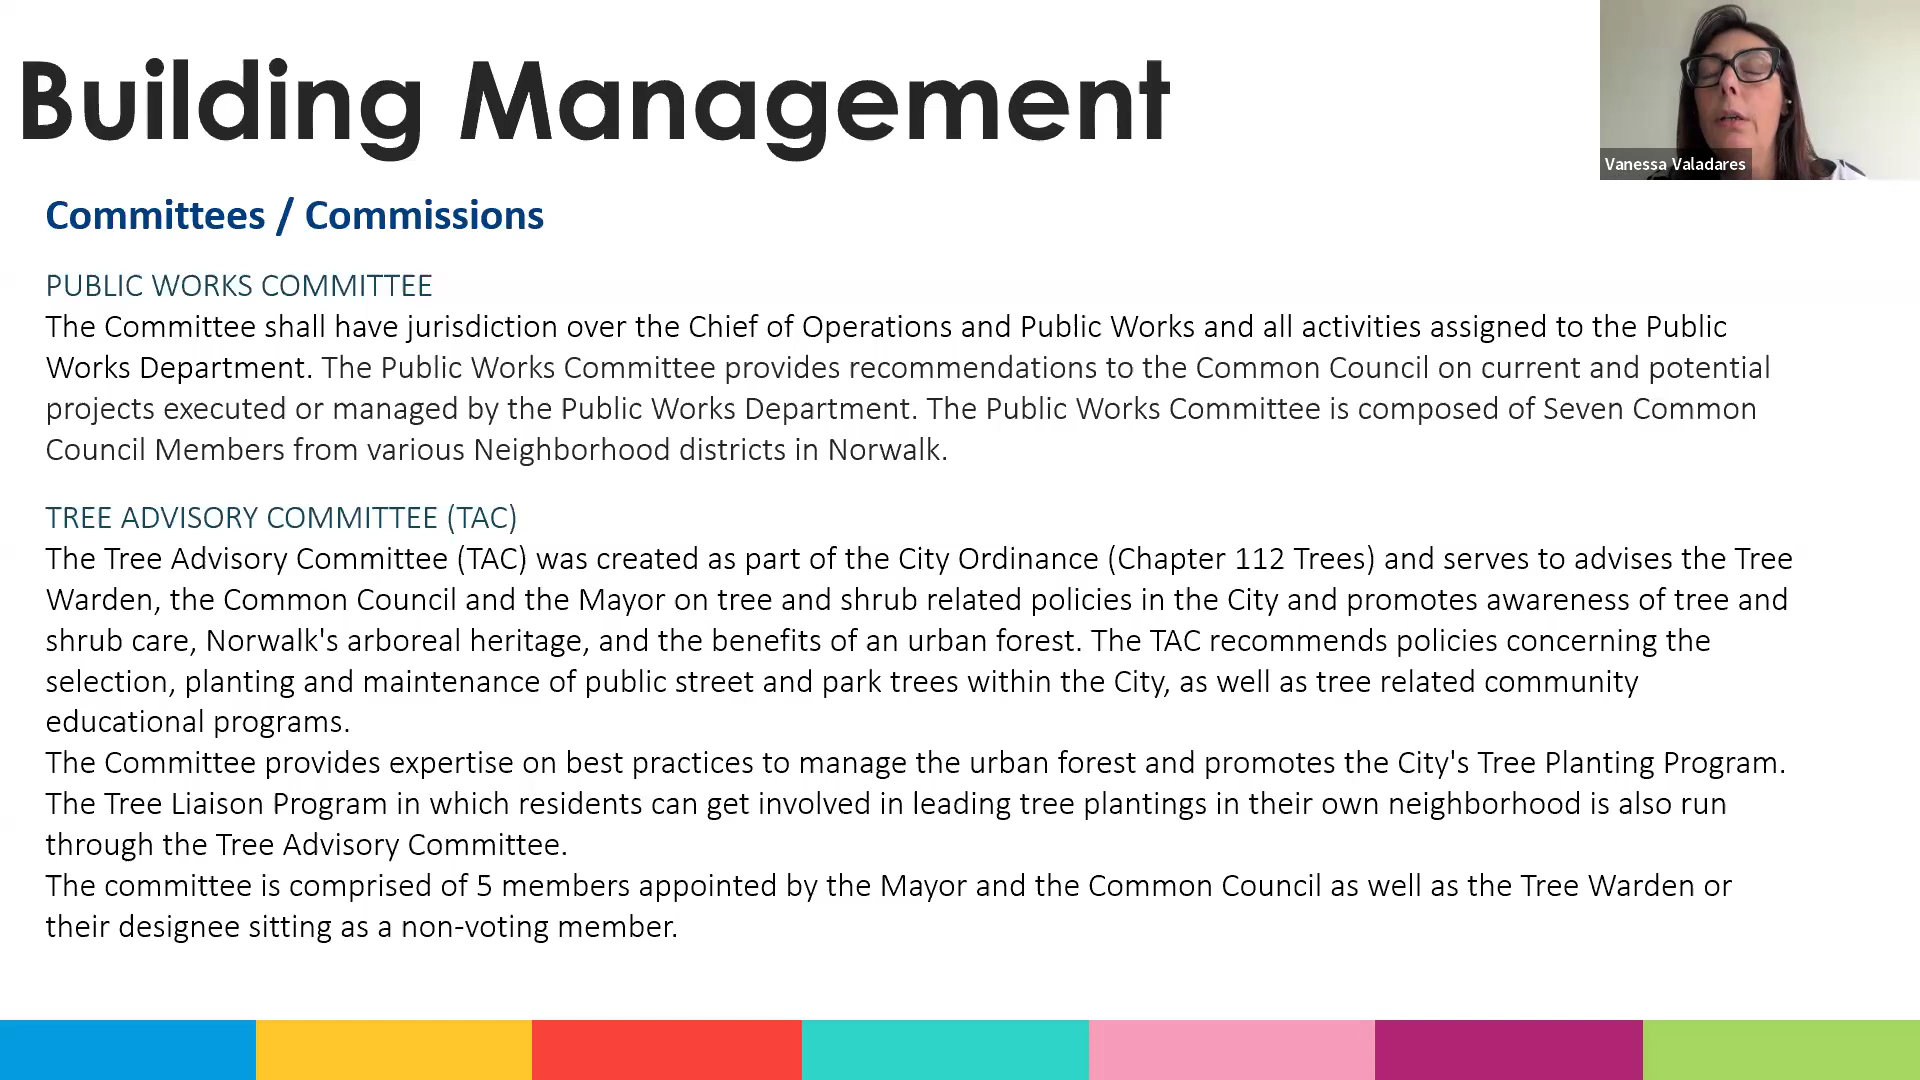 Building Management
Vanessa Valadares
Committees / Commissions
PUBLIC WORKS COMMITTEE
The Committee shall have jurisdiction over the Chief of Operations and Public Works and all activities assigned to the Public
Works Department. The Public Works Committee provides recommendations to the Common Council on current and potential
projects executed or managed by the Public Works Department. The Public Works Committee is composed of Seven Common
Council Members from various Neighborhood districts in Norwalk.
TREE ADVISORY COMMITTEE (TAC)
The Tree Advisory Committee (TAC) was created as part of the City Ordinance (Chapter 112 Trees) and serves to advises the Tree
Warden, the Common Council and the Mayor on tree and shrub related policies in the City and promotes awareness of tree and
shrub care, Norwalk's arboreal heritage, and the benefits of an urban forest. The TAC recommends policies concerning the
selection, planting and maintenance of public street and park trees within the City, as well as tree related community
educational programs.
The Committee provides expertise on best practices to manage the urban forest and promotes the City's Tree Planting Program.
The Tree Liaison Program in which residents can get involved in leading tree plantings in their own neighborhood is also run
through the Tree Advisory Committee.
The committee is comprised of 5 members appointed by the Mayor and the Common Council as well as the Tree Warden or
their designee sitting as a non-voting member.